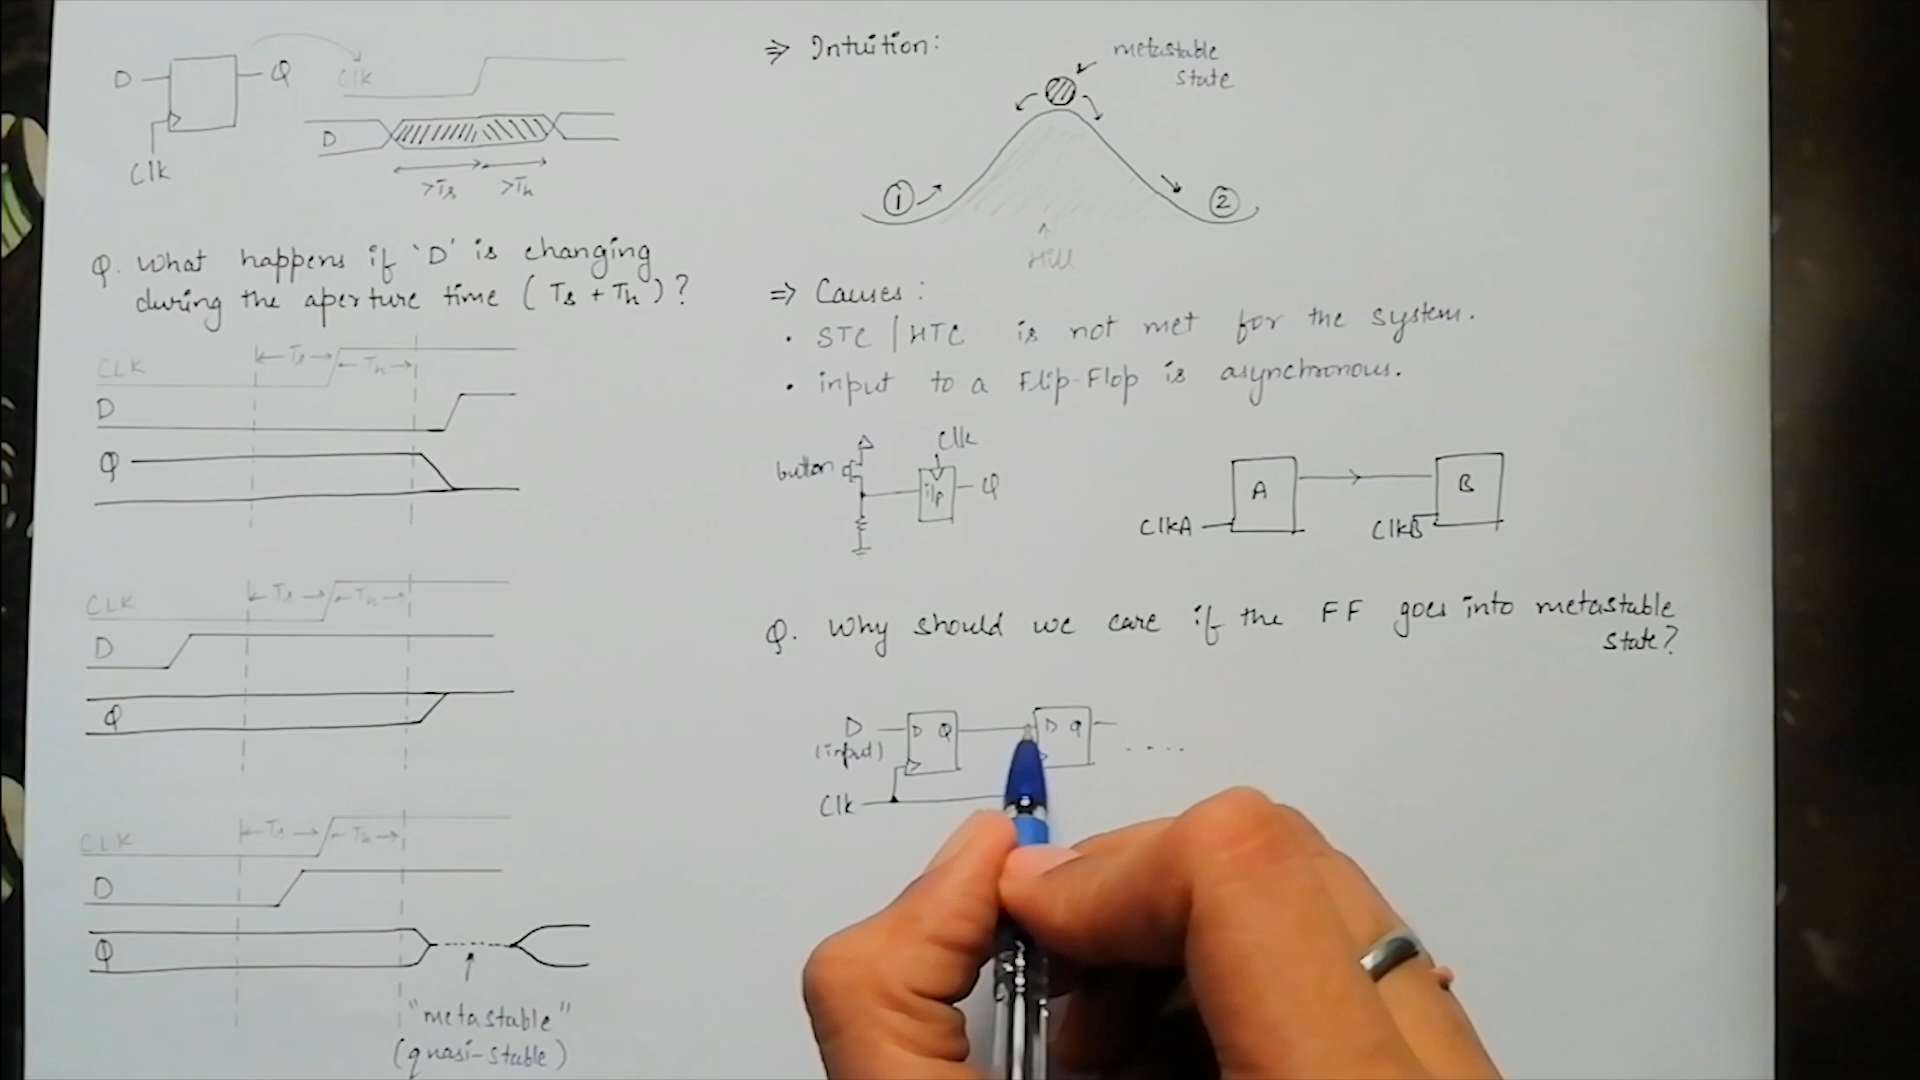 D
Q
Clk
Clk
D
>Ts
>Th
Q. What happens if 'D' is changing
during the aperture time (Ts + Th)?
CLK
Ts
Th
D
Q
CLK
Ts
Th
D
Q
CLK
Ts
Th
D
Q
"metastable"
(quasi-stable)
⇒ Intuition:
metastable
state
1
2
Hill
⇒ Causes:
• STC / HTC is not met for the system.
• input to a Flip-Flop is asynchronous.
button
Clk
i/p
Q
A
B
ClkA
ClkB
Q. Why should we care if the FF goes into metastable
state?
D
(input)
D Q
D Q
....
Clk